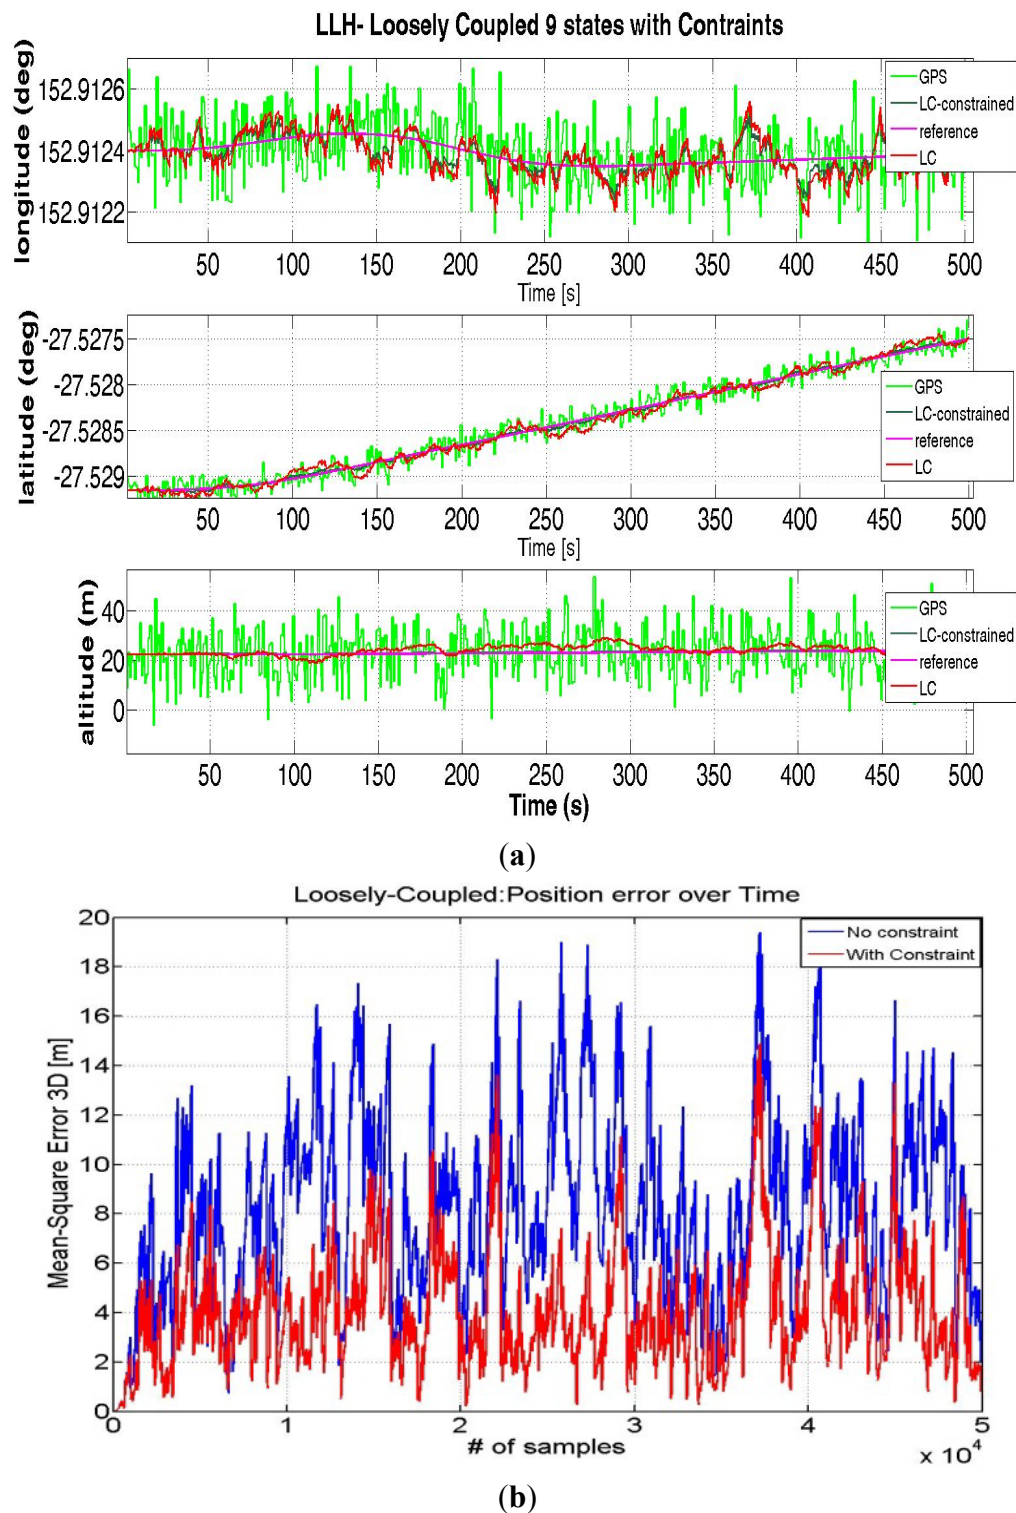 LLH- Loosely Coupled 9 states with Contraints
longitude (deg)
152.9126
152.9124
152.9122
GPS
LC-constrained
reference
LC
50 100 150 200 250 300 350 400 450 500
Time [s]
latitude (deg)
-27.5275
-27.528
-27.5285
-27.529
GPS
LC-constrained
reference
LC
50 100 150 200 250 300 350 400 450 500
Time [s]
altitude (m)
40
20
0
GPS
LC-constrained
reference
LC
50 100 150 200 250 300 350 400 450 500
Time (s)
(a)
Loosely-Coupled:Position error over Time
Mean-Square Error 3D [m]
20
18
16
14
12
10
8
6
4
2
0
No constraint
With Constraint
0 1 2 3 4 5
# of samples
x 10^4
(b)